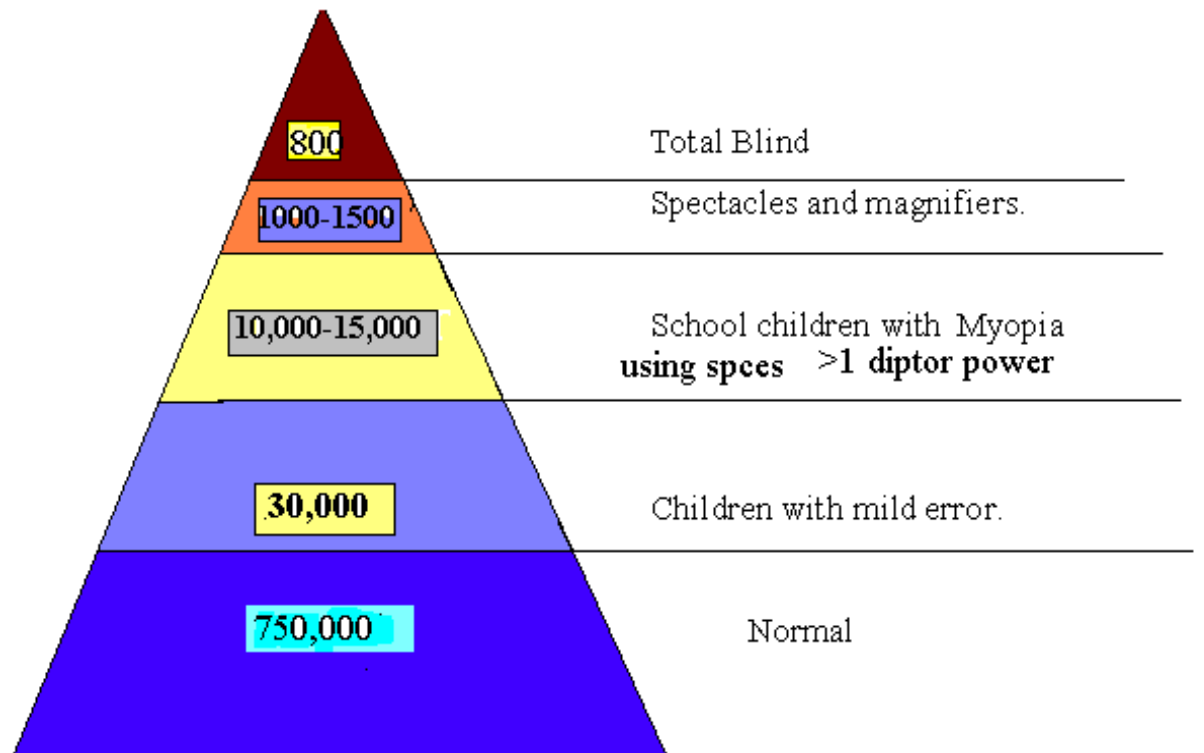 800
Total Blind
1000-1500
Spectacles and magnifiers.
10,000-15,000
School children with Myopia
using spces >1 diptor power
30,000
Children with mild error.
750,000
Normal